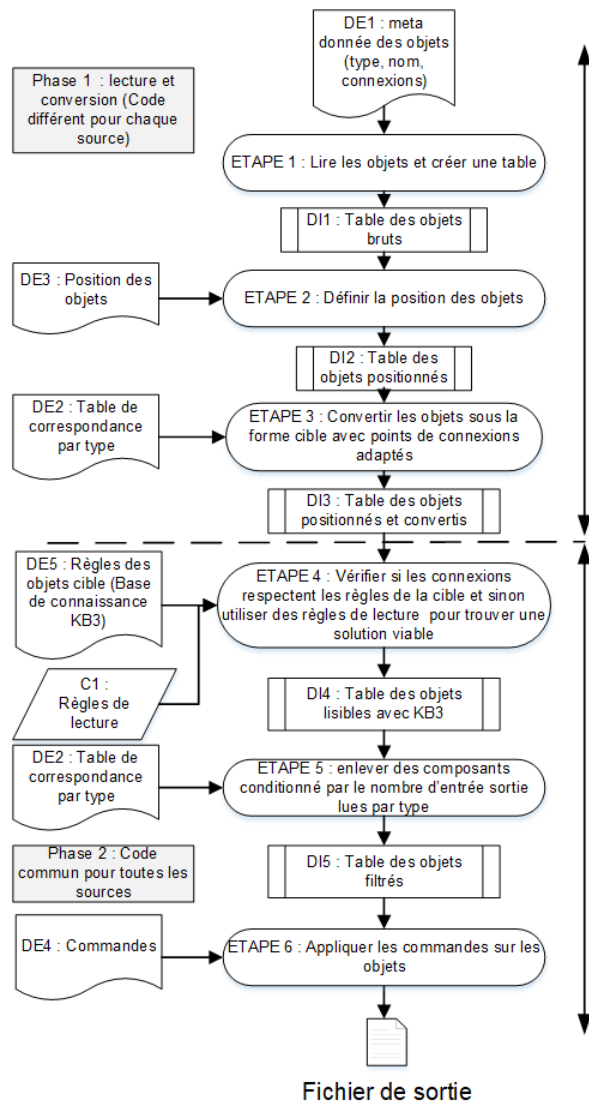 DE1 : meta
donnée des objets
(type, nom,
connexions)
Phase 1 : lecture et
conversion (Code
différent pour chaque
source)
ETAPE 1 : Lire les objets et créer une table
DI1 : Table des objets
bruts
DE3 : Position des
objets
ETAPE 2 : Définir la position des objets
DI2 : Table des
objets positionnés
DE2 : Table de
correspondance
par type
ETAPE 3 : Convertir les objets sous la
forme cible avec points de connexions
adaptés
DI3 : Table des objets
positionnés et convertis
DE5 : Règles des
objets cible (Base
de connaissance
KB3)
ETAPE 4 : Vérifier si les connexions
respectent les règles de la cible et sinon
utiliser des règles de lecture pour trouver une
solution viable
C1 :
Règles de
lecture
DI4 : Table des objets
lisibles avec KB3
DE2 : Table de
correspondance
par type
ETAPE 5 : enlever des composants
conditionné par le nombre d'entrée sortie
lues par type
Phase 2 : Code
commun pour toutes les
sources
DI5 : Table des objets
filtrés
DE4 : Commandes
ETAPE 6 : Appliquer les commandes sur les
objets
Fichier de sortie